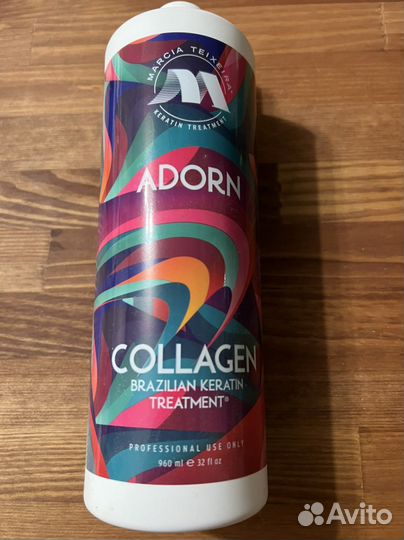 MARCIA TEIXEIRA®
M
KERATIN TREATMENT
ADORN
COLLAGEN
BRAZILIAN KERATIN
TREATMENT®
PROFESSIONAL USE ONLY
960 ml e 32 fl oz
Avito